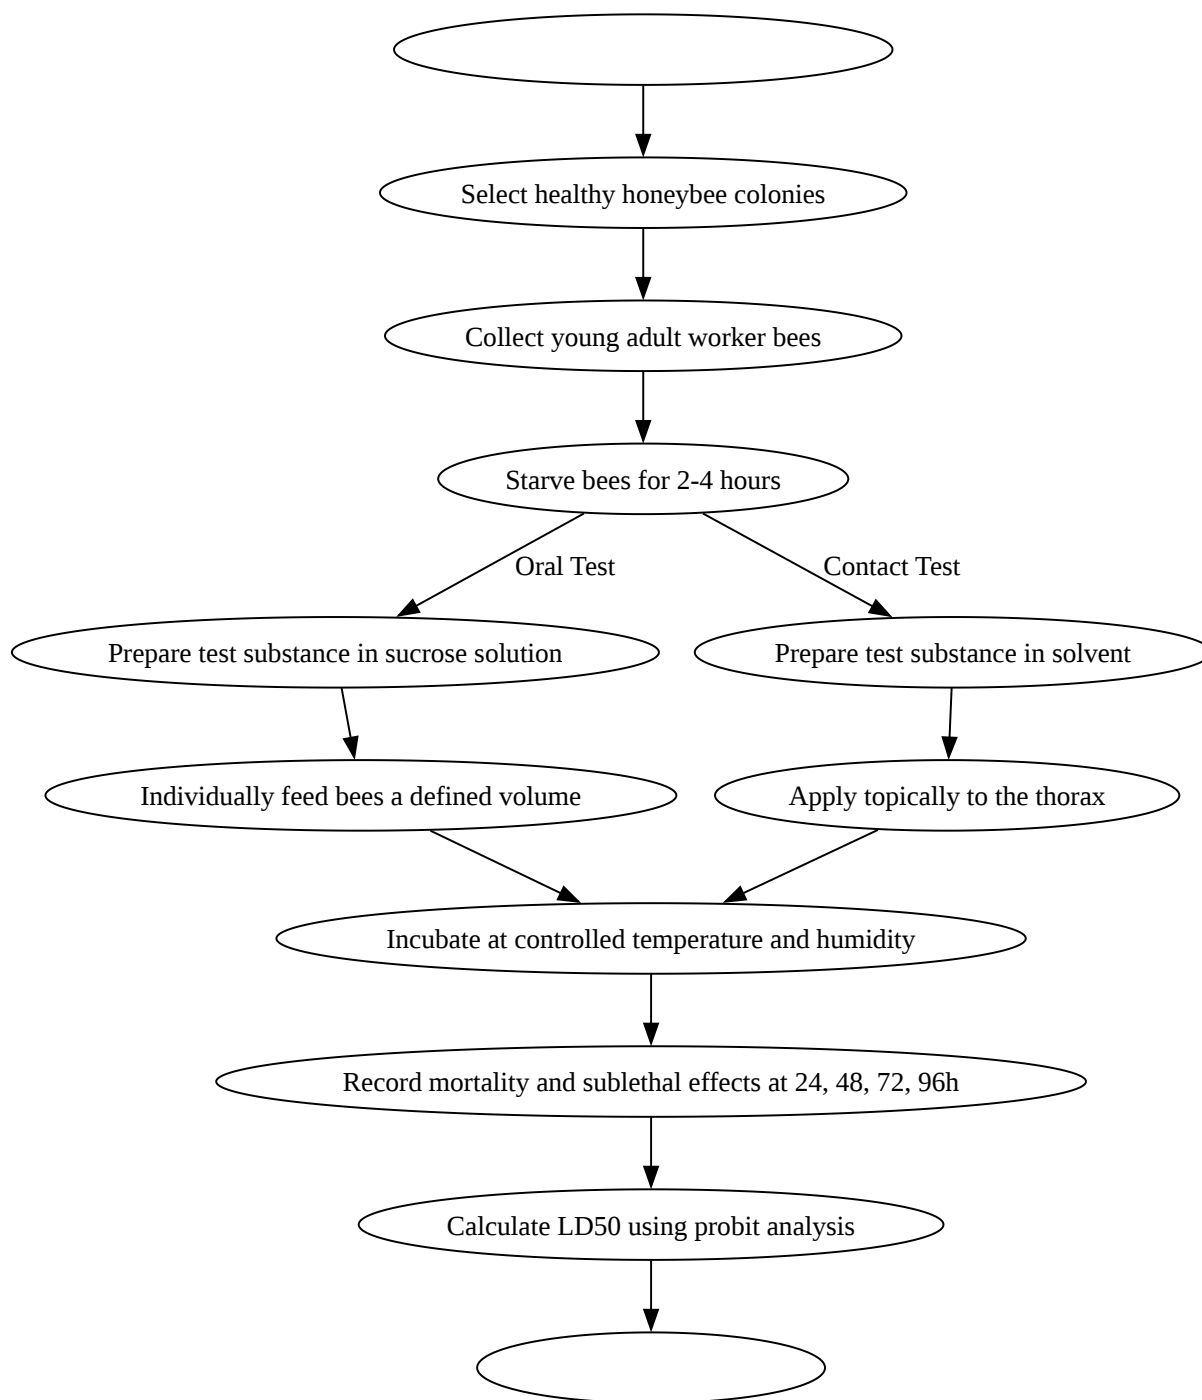 Select healthy honeybee colonies
Collect young adult worker bees
Starve bees for 2-4 hours
Oral Test
Contact Test
Prepare test substance in sucrose solution
Prepare test substance in solvent
Individually feed bees a defined volume
Apply topically to the thorax
Incubate at controlled temperature and humidity
Record mortality and sublethal effects at 24, 48, 72, 96h
Calculate LD50 using probit analysis